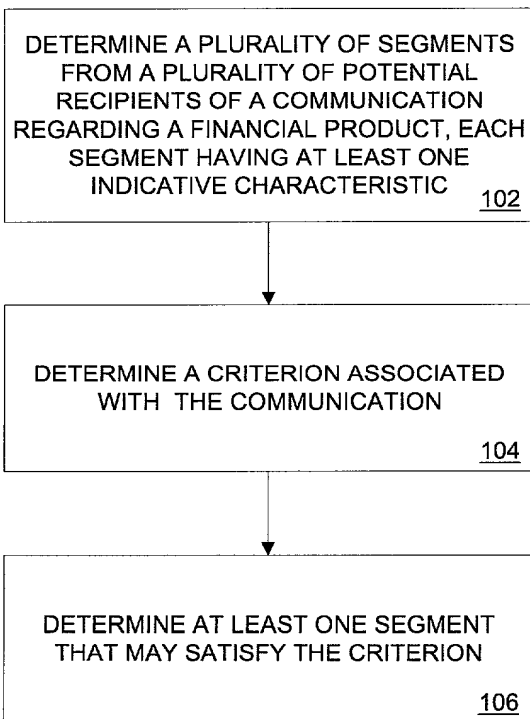 DETERMINE A PLURALITY OF SEGMENTS
FROM A PLURALITY OF POTENTIAL
RECIPIENTS OF A COMMUNICATION
REGARDING A FINANCIAL PRODUCT, EACH
SEGMENT HAVING AT LEAST ONE
INDICATIVE CHARACTERISTIC
102
DETERMINE A CRITERION ASSOCIATED
WITH THE COMMUNICATION
104
DETERMINE AT LEAST ONE SEGMENT
THAT MAY SATISFY THE CRITERION
106